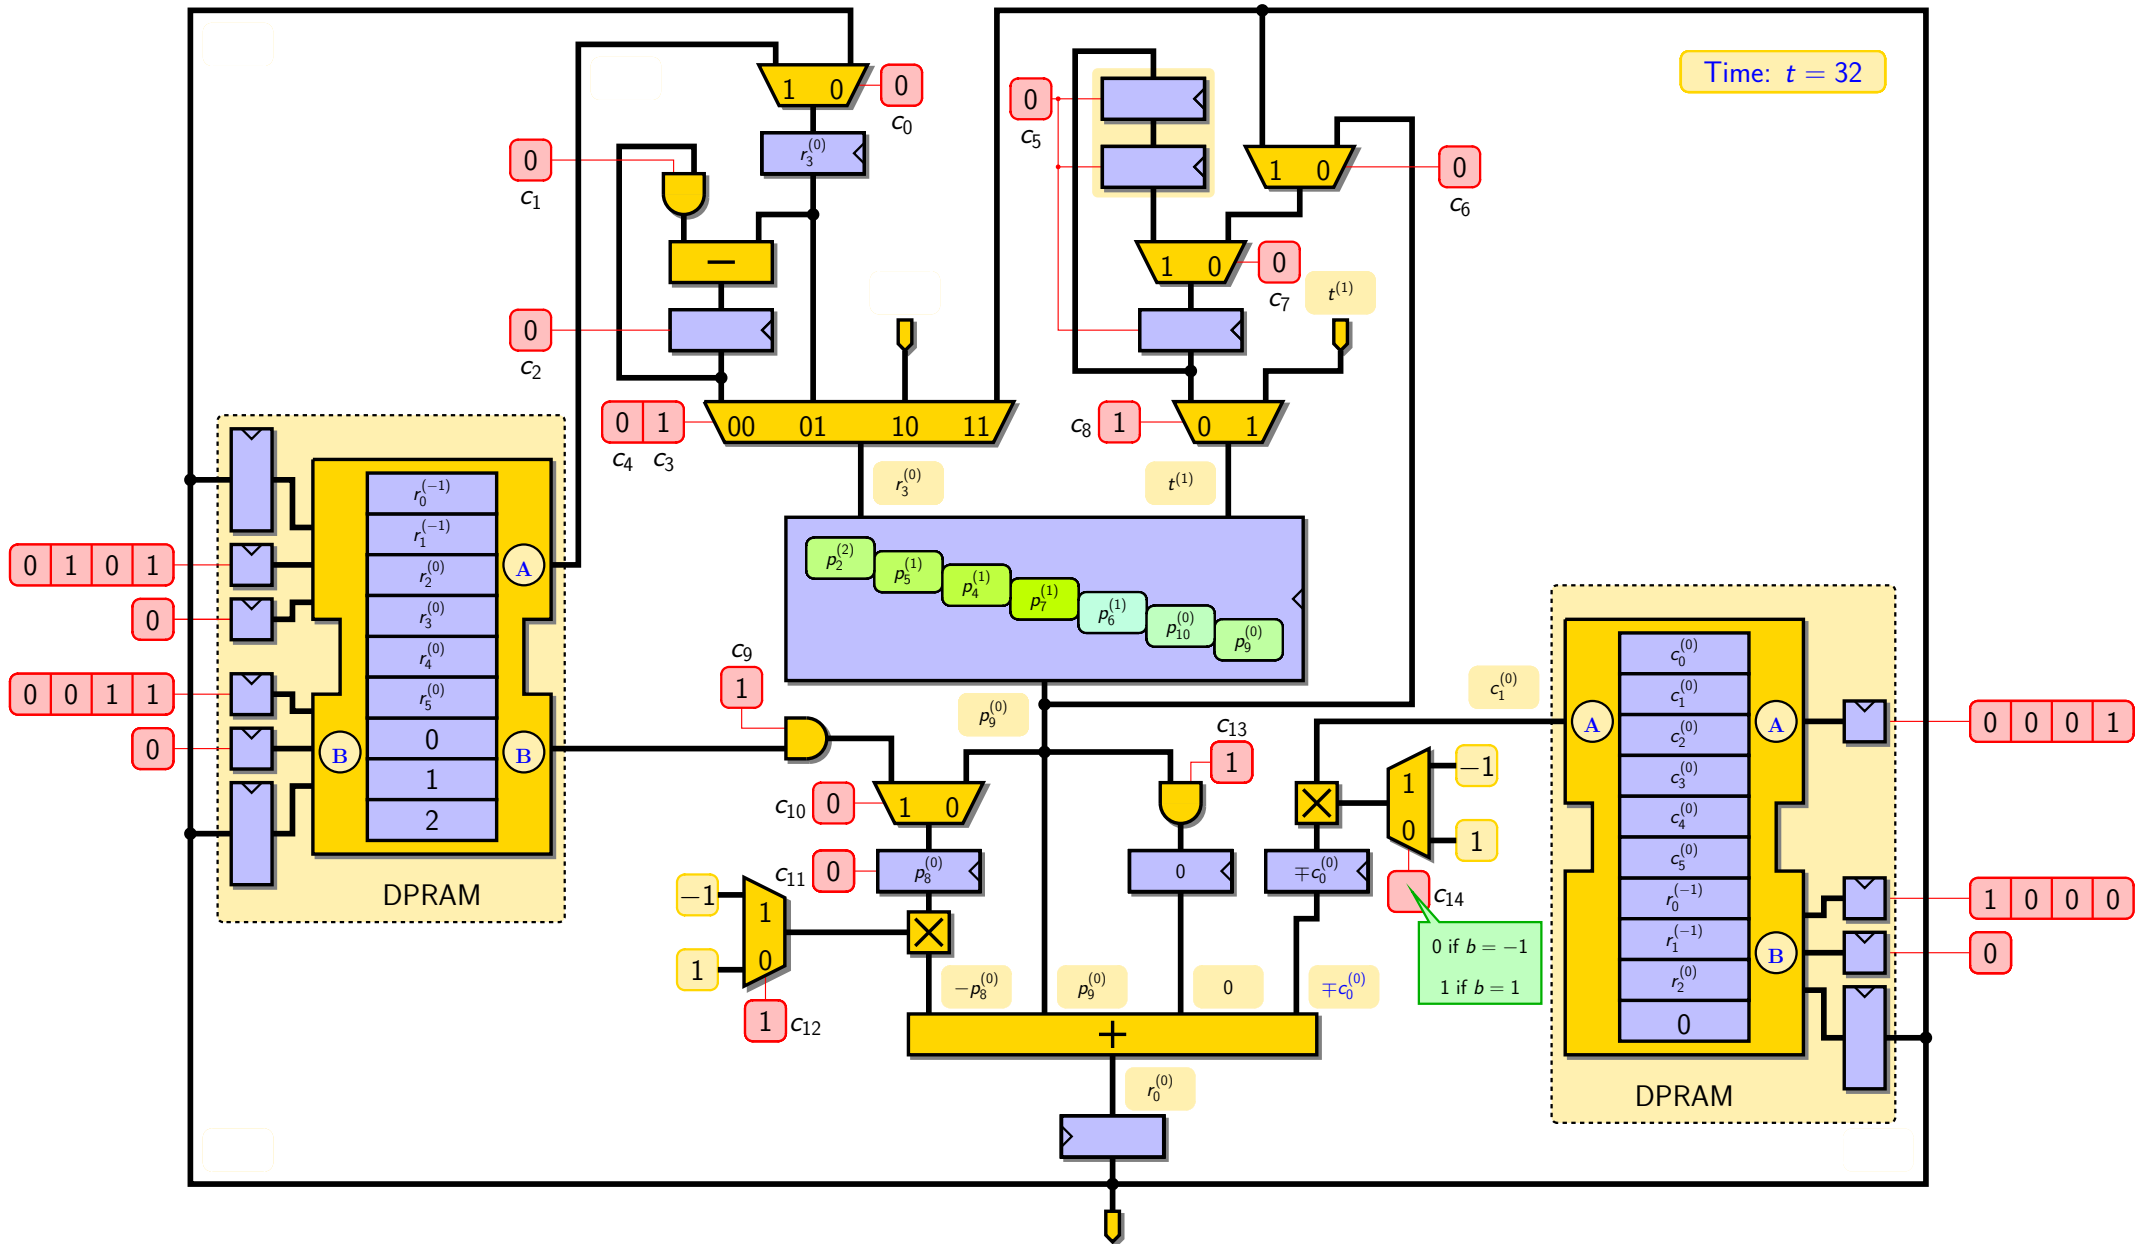 Time: t = 32
1 0
0
c0
r3^(0)
0
c1
−
0
c2
0
c5
1 0
0
c6
1 0
0
c7
t^(1)
0 1
c4 c3
00 01 10 11
c8
1
0 1
r3^(0)
t^(1)
p2^(2)
p5^(1)
p4^(1)
p7^(1)
p6^(1)
p10^(0)
p9^(0)
0 1 0 1
0
0 0 1 1
0
r0^(−1)
r1^(−1)
r2^(0)
r3^(0)
r4^(0)
r5^(0)
0
1
2
A
B
B
DPRAM
c9
1
p9^(0)
c13
1
c10
0
1 0
c11
0
p8^(0)
0
∓c0^(0)
−1
1
1
0
1
c12
×
×
1
0
−1
1
c14
0 if b = −1
1 if b = 1
−p8^(0)
p9^(0)
0
∓c0^(0)
+
r0^(0)
c1^(0)
A
A
B
c0^(0)
c1^(0)
c2^(0)
c3^(0)
c4^(0)
c5^(0)
r0^(−1)
r1^(−1)
r2^(0)
0
DPRAM
0 0 0 1
1 0 0 0
0